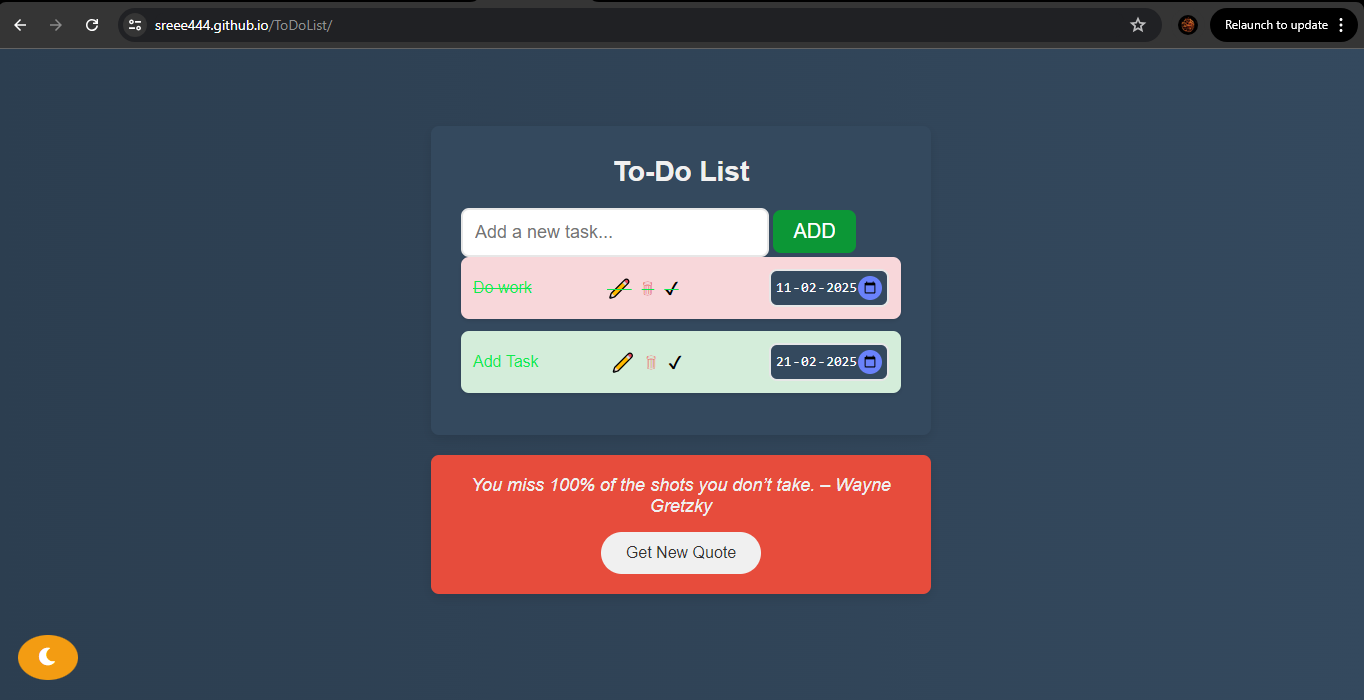 sreee444.github.io/ToDoList/
Relaunch to update
To-Do List
Add a new task...
ADD
Do work
11-02-2025
Add Task
21-02-2025
You miss 100% of the shots you don’t take. – Wayne
Gretzky
Get New Quote